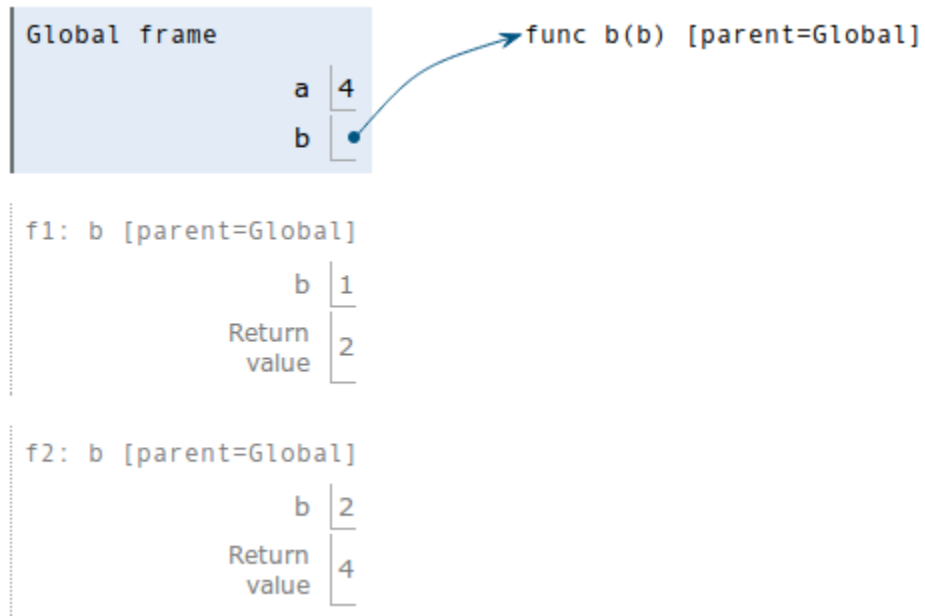 Global frame
func b(b) [parent=Global]
a 4
b
f1: b [parent=Global]
b 1
Return
value 2
f2: b [parent=Global]
b 2
Return
value 4